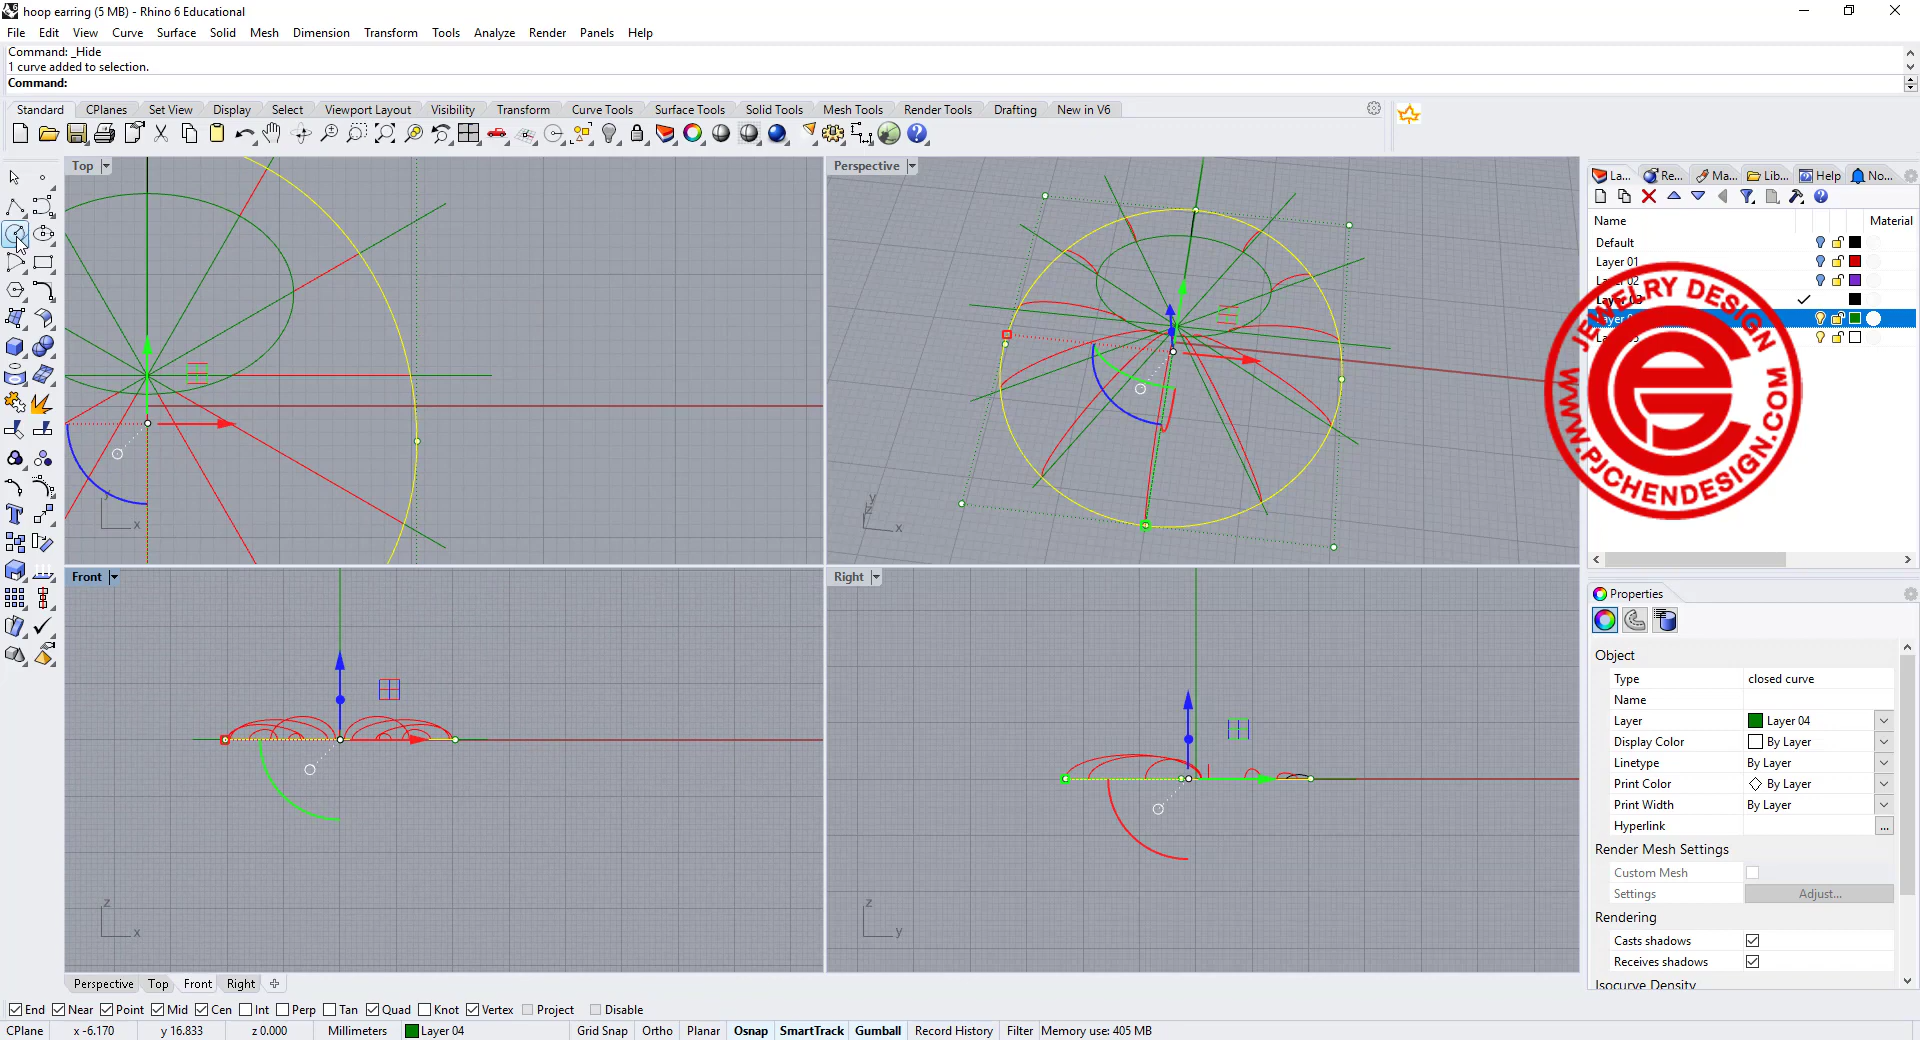 hoop earring (5 MB) - Rhino 6 Educational
File Edit View Curve Surface Solid Mesh Dimension Transform Tools Analyze Render Panels Help
Command: _Hide
1 curve added to selection.
Command:
Standard CPlanes Set View Display Select Viewport Layout Visibility Transform Curve Tools Surface Tools Solid Tools Mesh Tools Render Tools Drafting New in V6
Top
Perspective
La... Re... Ma... Lib... Help No...
Name Material
Default
Layer 01
JEWELRY DESIGN
WWW.PJCHENDESIGN.COM
y
x
y
z
x
Front
Right
z
x
z
y
Properties
Object
Type closed curve
Name
Layer Layer 04
Display Color By Layer
Linetype By Layer
Print Color By Layer
Print Width By Layer
Hyperlink ...
Render Mesh Settings
Custom Mesh
Settings Adjust...
Rendering
Casts shadows
Receives shadows
Isocurve Density
Perspective Top Front Right
End Near Point Mid Cen Int Perp Tan Quad Knot Vertex Project Disable
CPlane x -6.170 y 16.833 z 0.000 Millimeters Layer 04 Grid Snap Ortho Planar Osnap SmartTrack Gumball Record History Filter Memory use: 405 MB